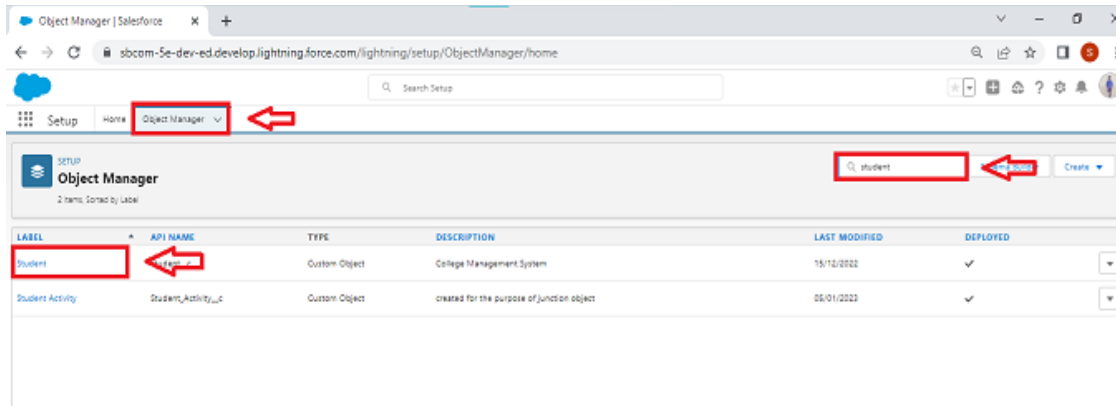 Object Manager | Salesforce
sbcom-5e-dev-ed.develop.lightning.force.com/lightning/setup/ObjectManager/home
S
Search Setup
Setup Home Object Manager
SETUP
Object Manager
2 Items, Sorted by Label
student
Create
LABEL API NAME TYPE DESCRIPTION LAST MODIFIED DEPLOYED
Student Custom Object College Management System 15/12/2022
Student Activity Student_Activity__c Custom Object created for the purpose of junction object 05/01/2023